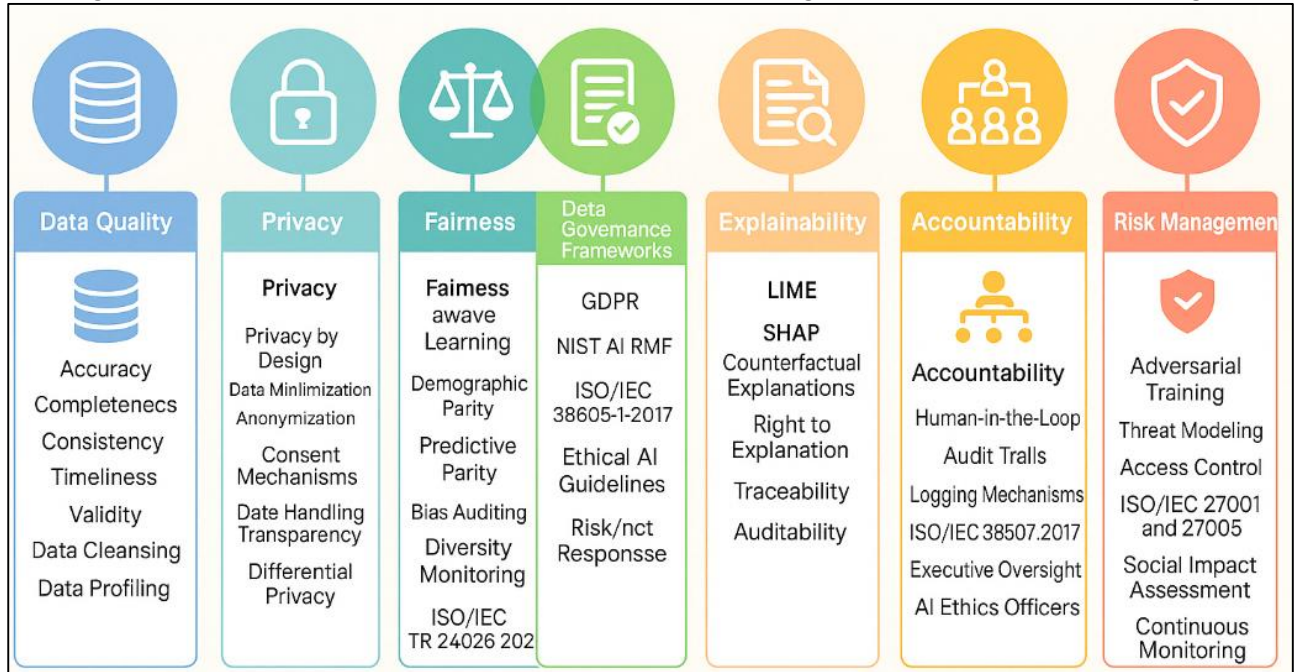 Data Quality
Accuracy
Completenecs
Consistency
Timeliness
Validity
Data Cleansing
Data Profiling
Privacy
Privacy
Privacy by
Design
Data Minlimization
Anonymization
Consent
Mechanisms
Date Handling
Transparency
Differential
Privacy
Fairness
Faimess
awave
Learning
Demographic
Parity
Predictive
Parity
Bias Auditing
Diversity
Monitoring
ISO/IEC
TR 24026 202
Deta
Govemance
Frameworks
GDPR
NIST AI RMF
ISO/IEC
38605-1-2017
Ethical AI
Guidelines
Risk/nct
Responsse
Explainability
LIME
SHAP
Counterfactual
Explanations
Right to
Explanation
Traceability
Auditability
Accountability
Accountability
Human-in-the-Loop
Audit Tralls
Logging Mechanisms
ISO/IEC 38507.2017
Executive Oversight
AI Ethics Officers
Risk Managemen
Adversarial
Training
Threat Modeling
Access Control
ISO/IEC 27001
and 27005
Social Impact
Assessment
Continuous
Monitoring